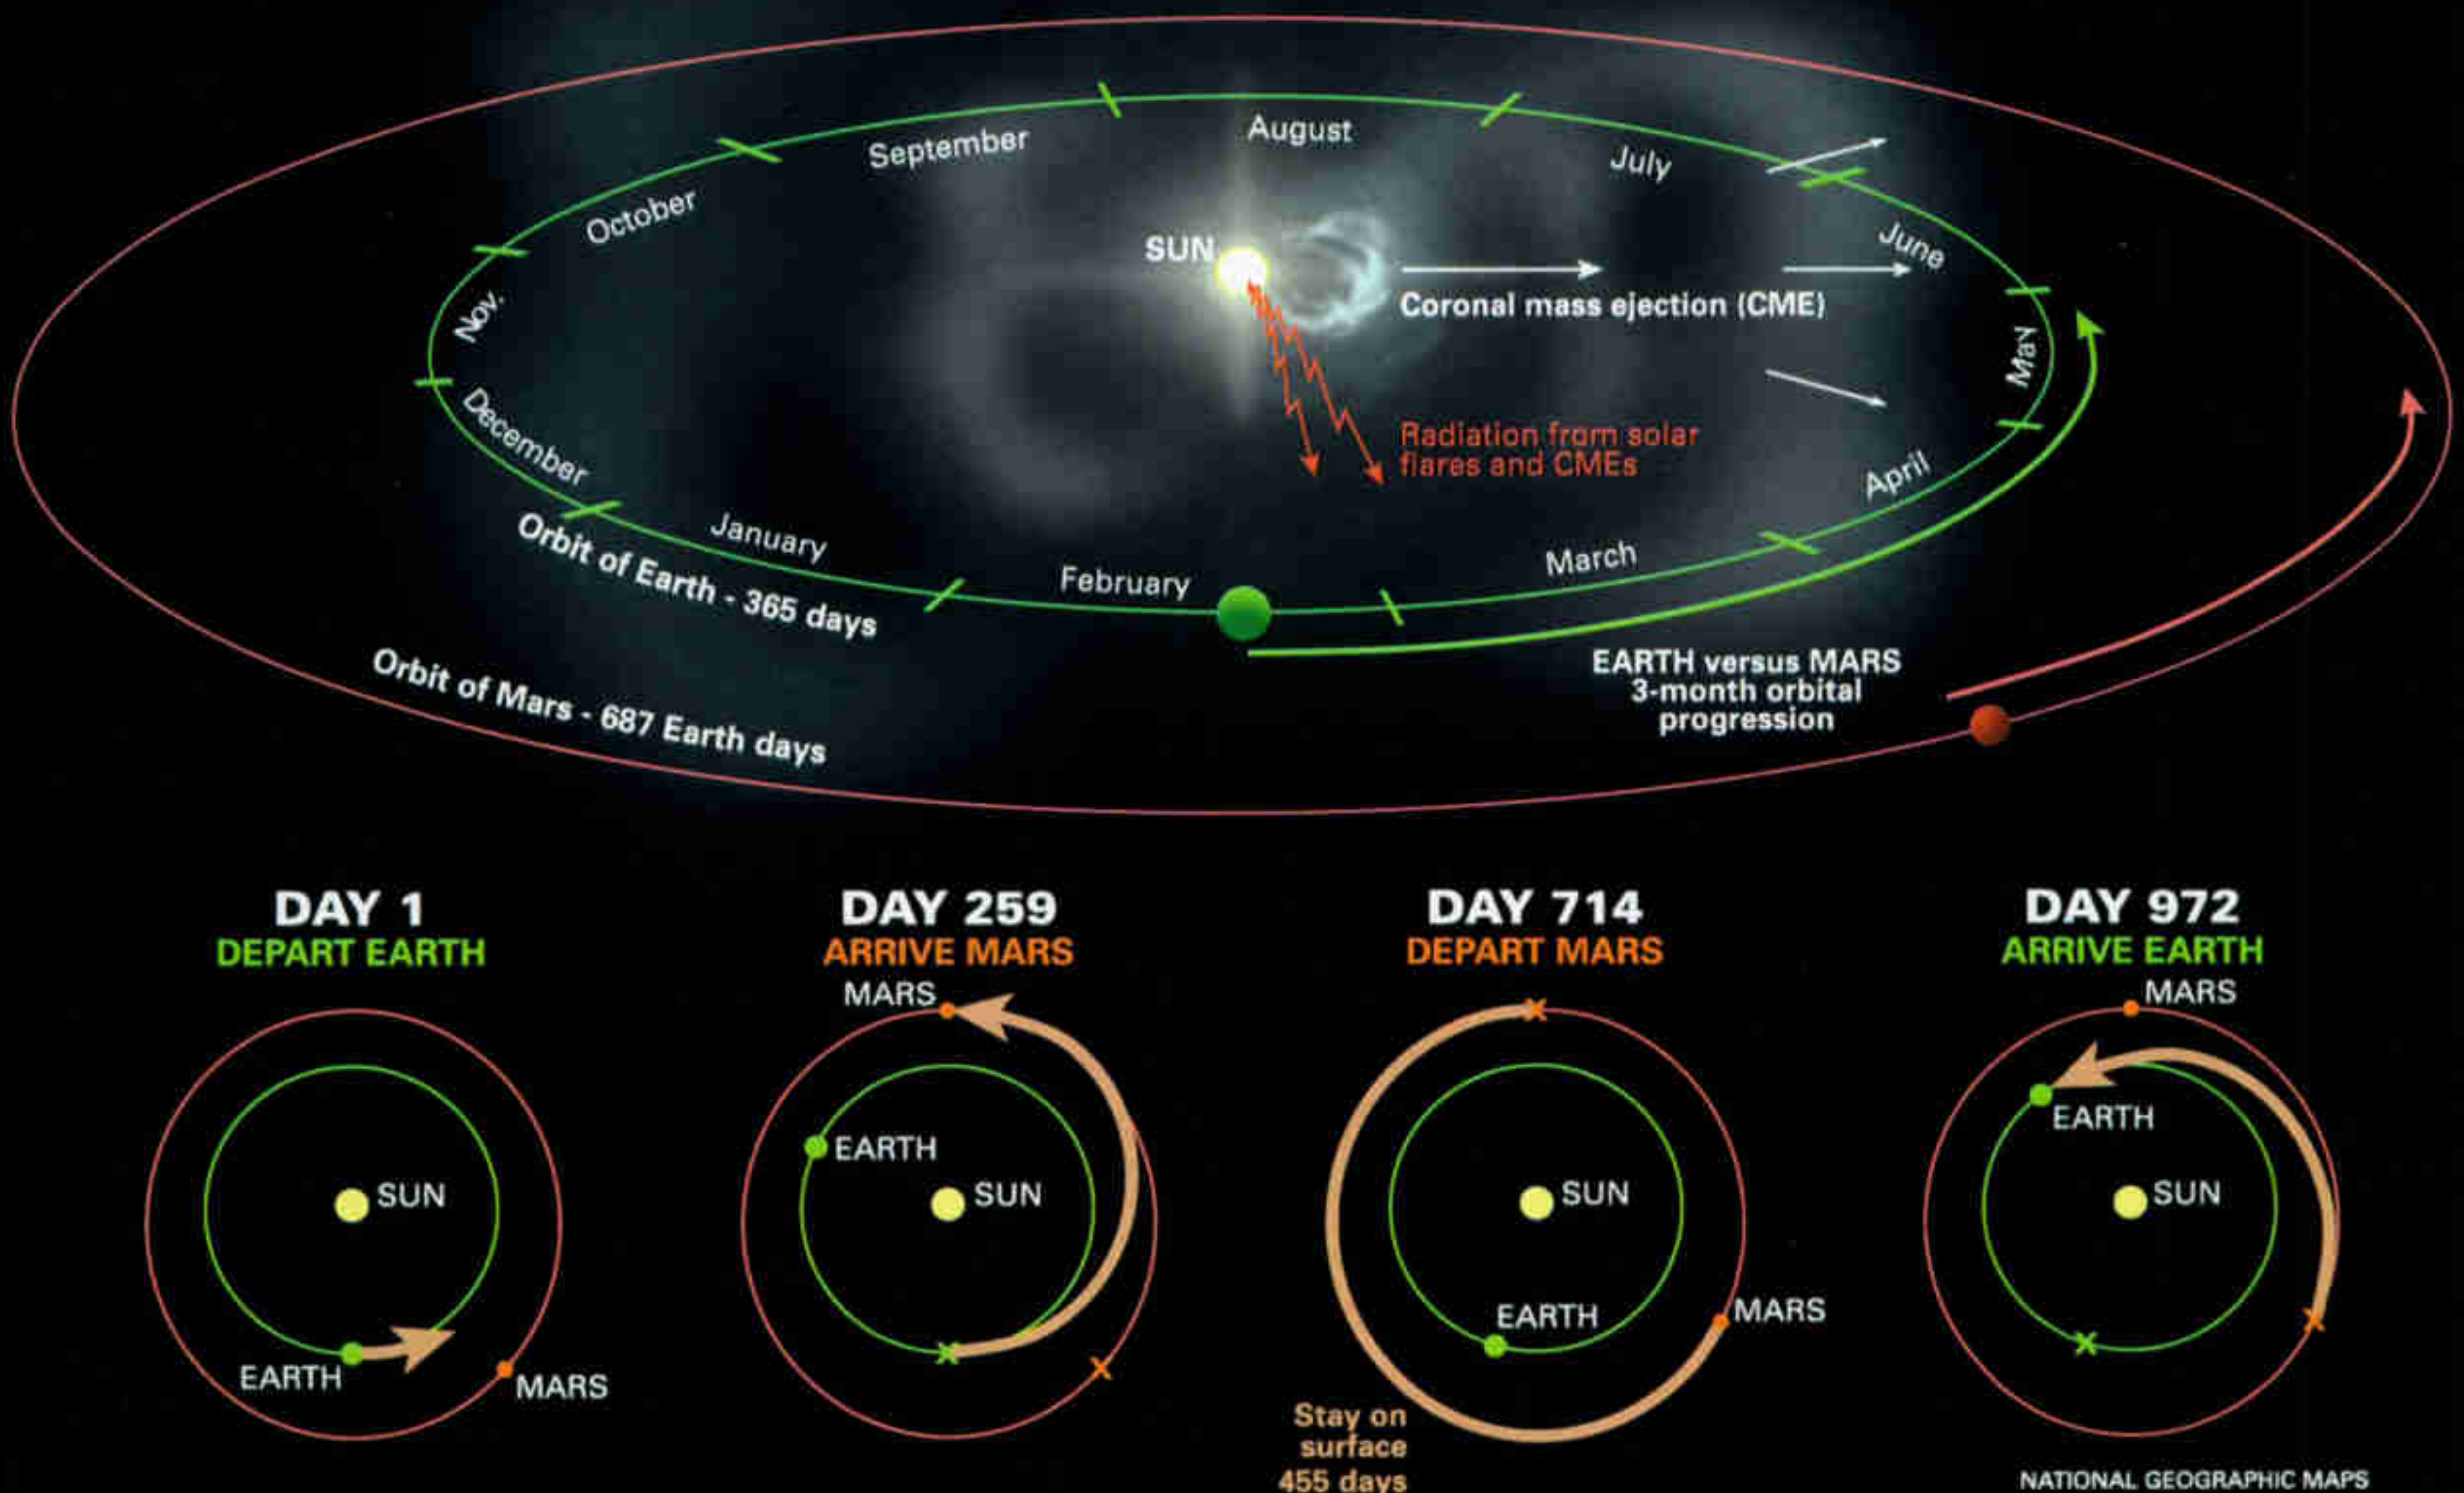 August
September
July
October
June
SUN
Nov.
Coronal mass ejection (CME)
May
December
Radiation from solar
flares and CMEs
April
January
March
February
Orbit of Earth - 365 days
Orbit of Mars - 687 Earth days
EARTH versus MARS
3-month orbital
progression
DAY 1
DEPART EARTH
SUN
EARTH
MARS
DAY 259
ARRIVE MARS
MARS
EARTH
SUN
DAY 714
DEPART MARS
SUN
EARTH
MARS
Stay on
surface
455 days
DAY 972
ARRIVE EARTH
MARS
EARTH
SUN
NATIONAL GEOGRAPHIC MAPS